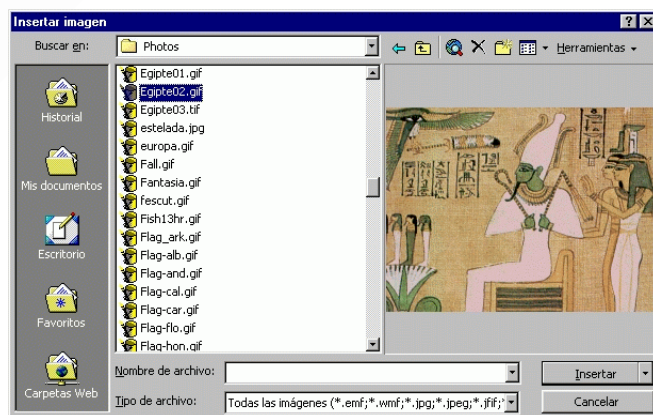 Insertar imagen
Buscar en:
Photos
Herramientas
Historial
Mis documentos
Escritorio
Favoritos
Carpetas Web
Egipte01.gif
Egipte02.gif
Egipte03.tif
estelada.jpg
europa.gif
Fall.gif
Fantasia.gif
fescut.gif
Fish13hr.gif
Flag_ark.gif
Flag-alb.gif
Flag-and.gif
Flag-cal.gif
Flag-car.gif
Flag-flo.gif
Flag-hon.gif
Nombre de archivo:
Insertar
Tipo de archivo:
Todas las imágenes (*.emf;*.wmf;*.jpg;*.jpeg;*.jfif;*
Cancelar